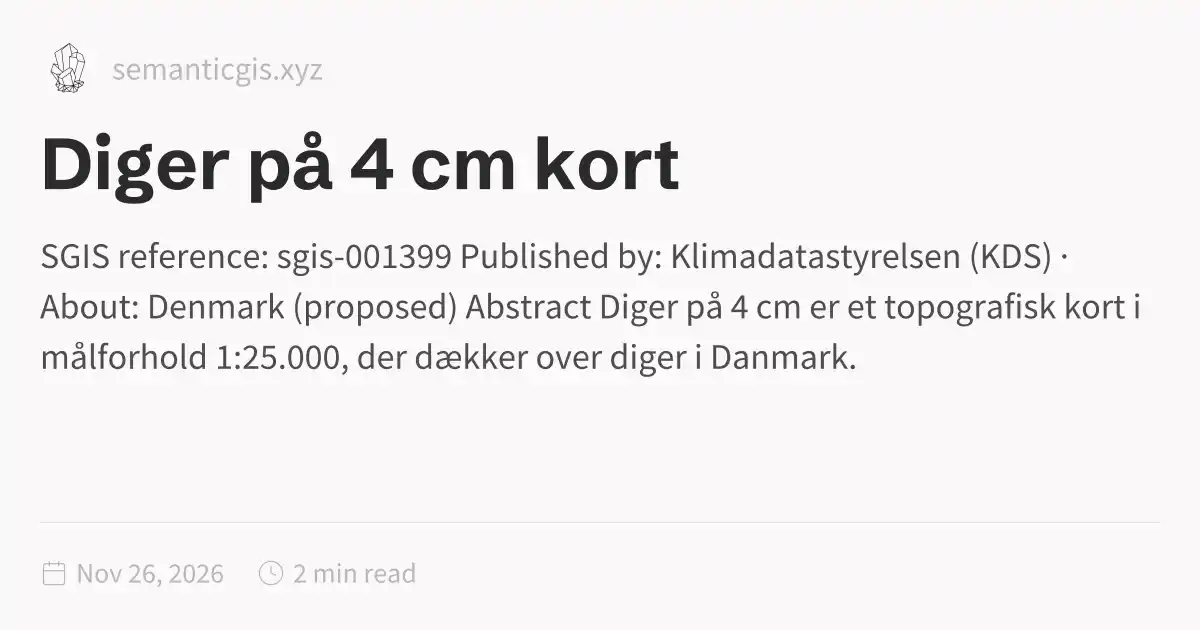 semanticgis.xyz
Diger på 4 cm kort
SGIS reference: sgis-001399 Published by: Klimadatastyrelsen (KDS) ·
About: Denmark (proposed) Abstract Diger på 4 cm er et topografisk kort i
målforhold 1:25.000, der dækker over diger i Danmark.
Nov 26, 2026 2 min read